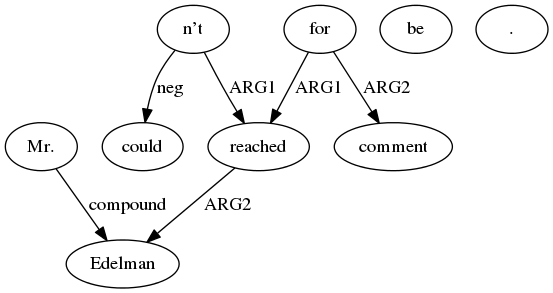 n't for be .
neg ARG1 ARG1 ARG2
Mr. could reached comment
compound ARG2
Edelman